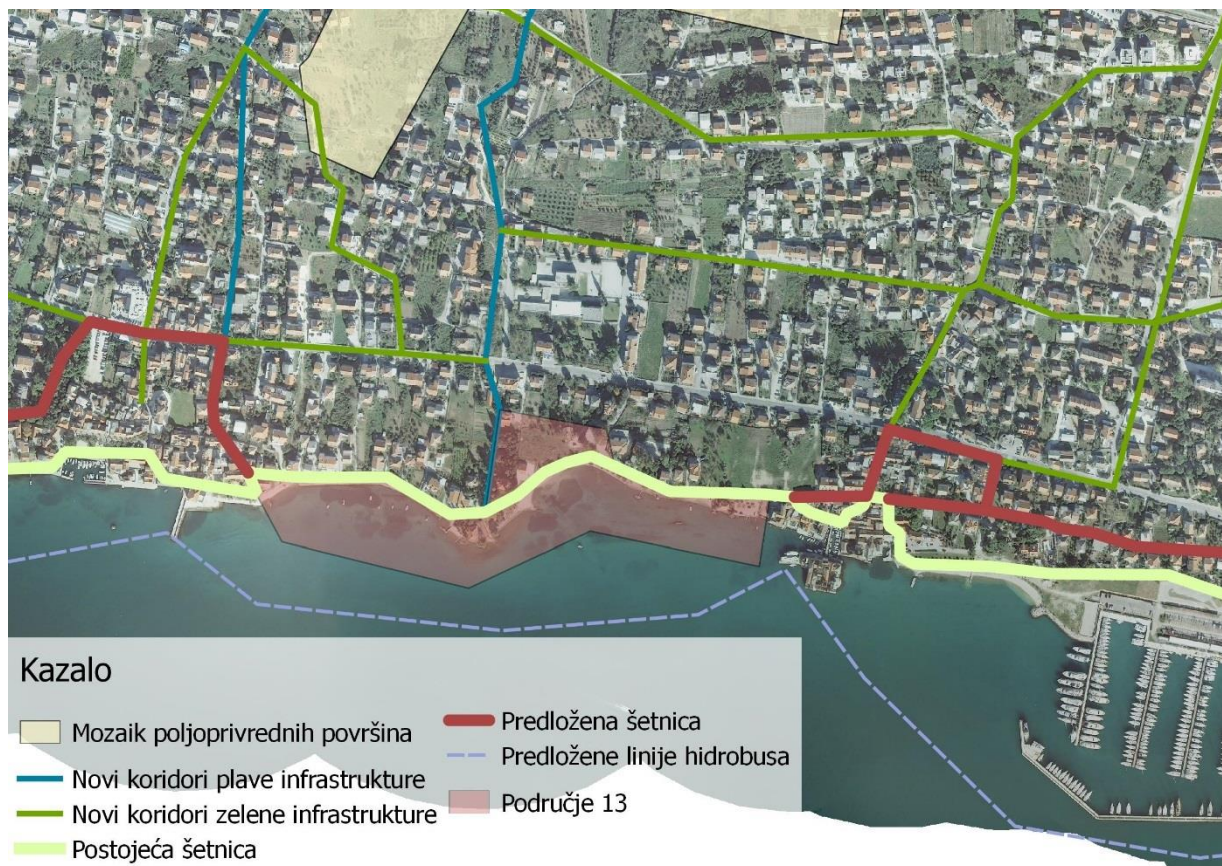 Kazalo
Mozaik poljoprivrednih površina
Novi koridori plave infrastrukture
Novi koridori zelene infrastrukture
Postojeća šetnica
Predložena šetnica
Predložene linije hidrobusa
Područje 13